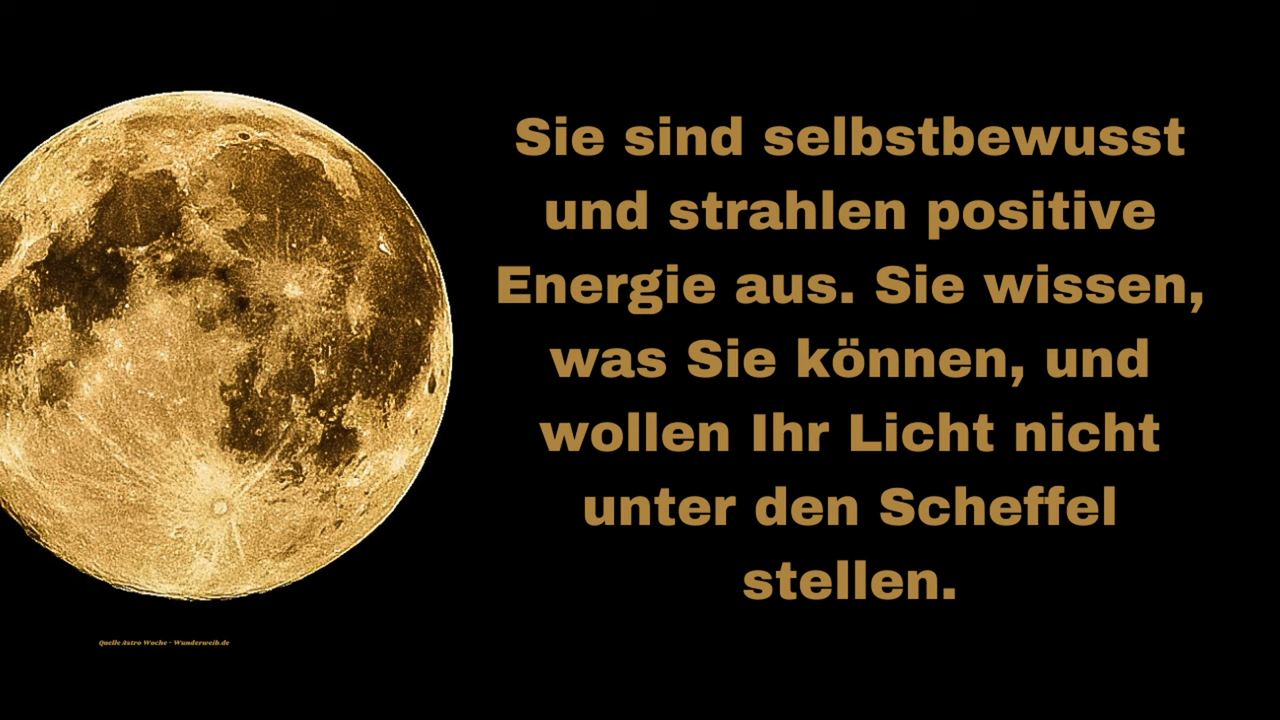 Sie sind selbstbewusst
und strahlen positive
Energie aus. Sie wissen,
was Sie können, und
wollen Ihr Licht nicht
unter den Scheffel
stellen.
Quelle Astro Woche - Wunderweib.de